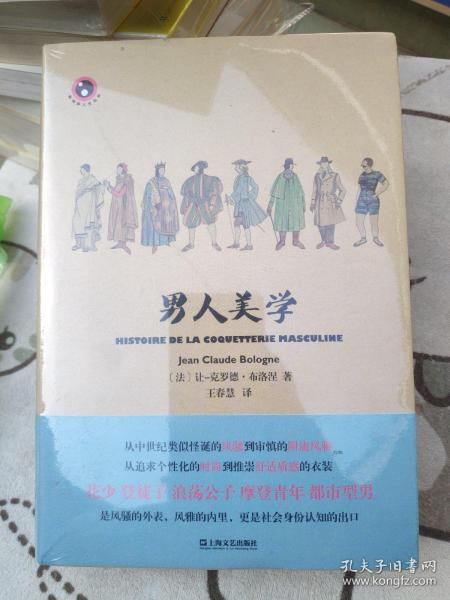 男人美学
HISTOIRE DE LA COQUETTERIE MASCULINE
Jean Claude Bologne
〔法〕让-克罗德·布洛涅 著
王春慧 译
从中世纪类似怪诞的风骚到审慎的附庸风雅
从追求个性化的时尚到推崇舒适质感的衣装
花少 登徒子 浪荡公子 摩登青年 都市型男
是风骚的外表、风雅的内里，更是社会身份认知的出口
上海文艺出版社
孔夫子旧书网
www.kongfz.com